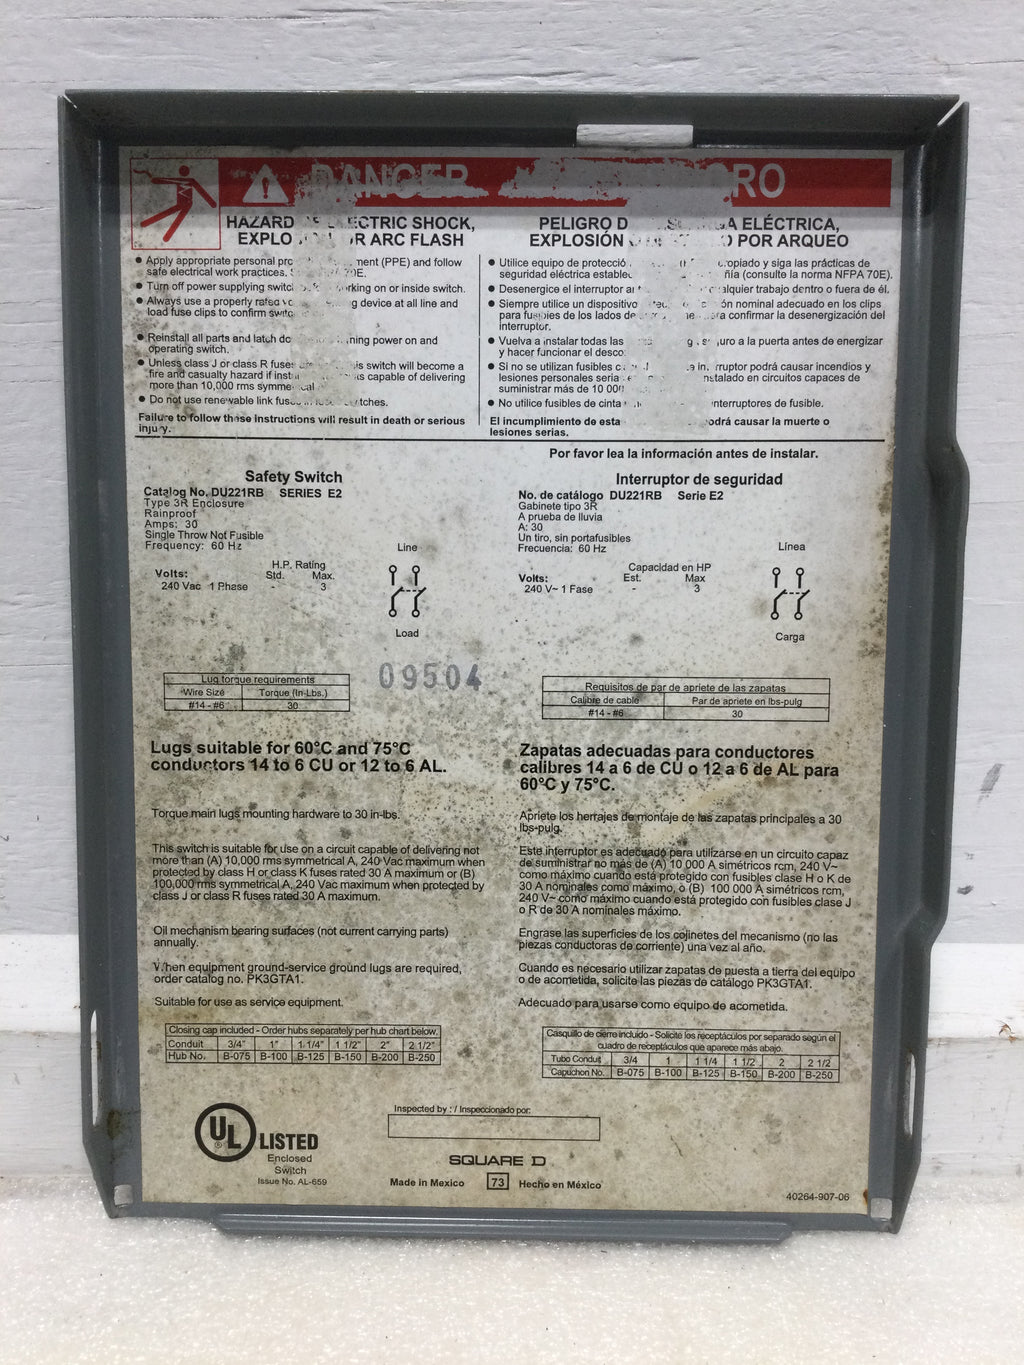 DANGER
HAZARD ECTRIC SHOCK,
EXPLO R ARC FLASH
Apply appropriate personal ment (PPE) and follow
safe electrical work practices.
Turn off power supplying rking on or inside switch.
Always use a properly rated g device at all line and
load fuse clips to confirm
Reinstall all parts and latch ning power on and
operating switch.
Unless class J or class R fuses switch will become a
fire and casualty hazard if is capable of delivering
more than 10,000 rms
Do not use renewable link
Failure to follow these instructions will result in death or serious
injury.
RO
PELIGRO D A ELÉCTRICA,
EXPLOSIÓN O POR ARQUEO
Utilice equipo de opiado y siga las prácticas de
seguridad eléctrica (consulte la norma NFPA 70E).
Desenergice el interruptor alquier trabajo dentro o fuera de él.
Siempre utilice un dispositivo ón nominal adecuado en los clips
para fusibles de los lados de a confirmar la desenergización del
interruptor.
Vuelva a instalar todas las uro a la puerta antes de energizar
y hacer funcionar el
Si no se utilizan fusibles podrá causar incendios y
lesiones personales instalado en circuitos capaces de
suministrar más de
No utilice fusibles de cinta interruptores de fusible.
El incumplimiento de esta podrá causar la muerte o
lesiones serias.
Por favor lea la información antes de instalar.
Safety Switch
Catalog No. DU221RB SERIES E2
Type 3R Enclosure
Rainproof
Amps: 30
Single Throw Not Fusible
Frequency: 60 Hz
H.P. Rating
Volts: Std. Max.
240 Vac 1 Phase - 3
Line
Load
Interruptor de seguridad
No. de catálogo DU221RB Serie E2
Gabinete tipo 3R
A prueba de lluvia
A: 30
Un tiro, sin portafusibles
Frecuencia: 60 Hz
Capacidad en HP
Volts: Est. Max
240 V~ 1 Fase - 3
Línea
Carga
09504
Lug torque requirements
Wire Size Torque (In-Lbs.)
#14 - #6 30
Requisitos de par de apriete de las zapatas
Calibre de cable Par de apriete en lbs-pulg
#14 - #6 30
Lugs suitable for 60°C and 75°C
conductors 14 to 6 CU or 12 to 6 AL.
Torque main lugs mounting hardware to 30 in-lbs.
This switch is suitable for use on a circuit capable of delivering not
more than (A) 10,000 rms symmetrical A, 240 Vac maximum when
protected by class H or class K fuses rated 30 A maximum or (B)
100,000 rms symmetrical A, 240 Vac maximum when protected by
class J or class R fuses rated 30 A maximum.
Oil mechanism bearing surfaces (not current carrying parts)
annually.
When equipment ground-service ground lugs are required,
order catalog no. PK3GTA1.
Suitable for use as service equipment.
Zapatas adecuadas para conductores
calibres 14 a 6 de CU o 12 a 6 de AL para
60°C y 75°C.
Apriete los herrajes de montaje de las zapatas principales a 30
lbs-pulg.
Este interruptor es adecuado para utilizarse en un circuito capaz
de suministrar no más de (A) 10 000 A simétricos rcm, 240 V~
como máximo cuando está protegido con fusibles clase H o K de
30 A nominales como máximo, o (B) 100 000 A simétricos rcm,
240 V~ como máximo cuando está protegido con fusibles clase J
o R de 30 A nominales máximo.
Engrase las superficies de los cojinetes del mecanismo (no las
piezas conductoras de corriente) una vez al año.
Cuando es necesario utilizar zapatas de puesta a tierra del equipo
o de acometida, solicite las piezas de catálogo PK3GTA1.
Adecuado para usarse como equipo de acometida.
Closing cap included - Order hubs separately per hub chart below.
Conduit 3/4" 1" 1 1/4" 1 1/2" 2" 2 1/2"
Hub No. B-075 B-100 B-125 B-150 B-200 B-250
Casquillo de cierre incluido - Solicite los receptáculos por separado según el
cuadro de receptáculos que aparece más abajo.
Tubo Conduit 3/4 1 1 1/4 1 1/2 2 2 1/2
Capuchon No. B-075 B-100 B-125 B-150 B-200 B-250
UL LISTED
Enclosed
Switch
Issue No. AL-659
Inspected by : / Inspeccionado por:
SQUARE D
Made in Mexico 73 Hecho en México
40264-907-06